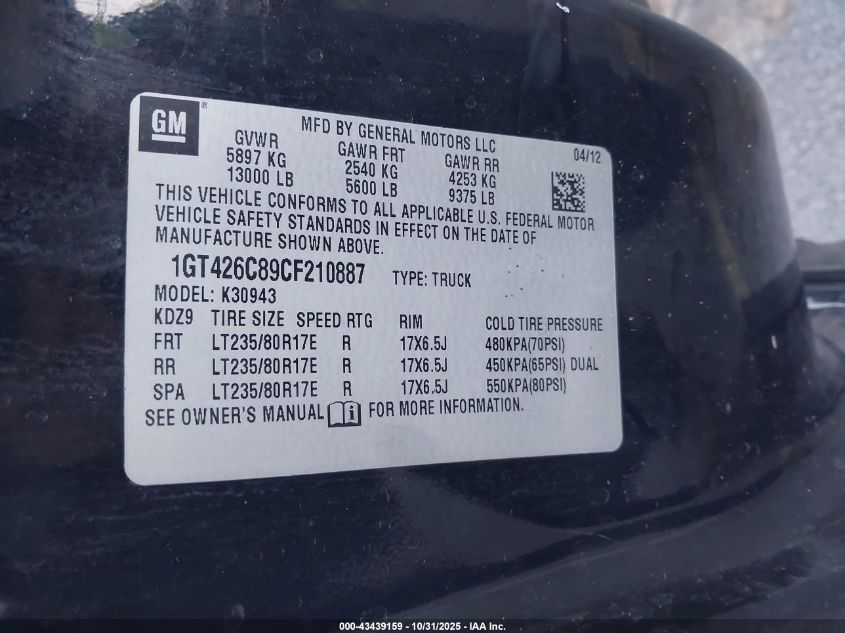 GM
MFD BY GENERAL MOTORS LLC
04/12
GVWR GAWR FRT GAWR RR
5897 KG 2540 KG 4253 KG
13000 LB 5600 LB 9375 LB
THIS VEHICLE CONFORMS TO ALL APPLICABLE U.S. FEDERAL MOTOR
VEHICLE SAFETY STANDARDS IN EFFECT ON THE DATE OF
MANUFACTURE SHOWN ABOVE.
1GT426C89CF210887 TYPE: TRUCK
MODEL: K30943
KDZ9 TIRE SIZE SPEED RTG RIM COLD TIRE PRESSURE
FRT LT235/80R17E R 17X6.5J 480KPA(70PSI)
RR LT235/80R17E R 17X6.5J 450KPA(65PSI) DUAL
SPA LT235/80R17E R 17X6.5J 550KPA(80PSI)
SEE OWNER'S MANUAL i FOR MORE INFORMATION.
000-43439159 - 10/31/2025 - IAA Inc.